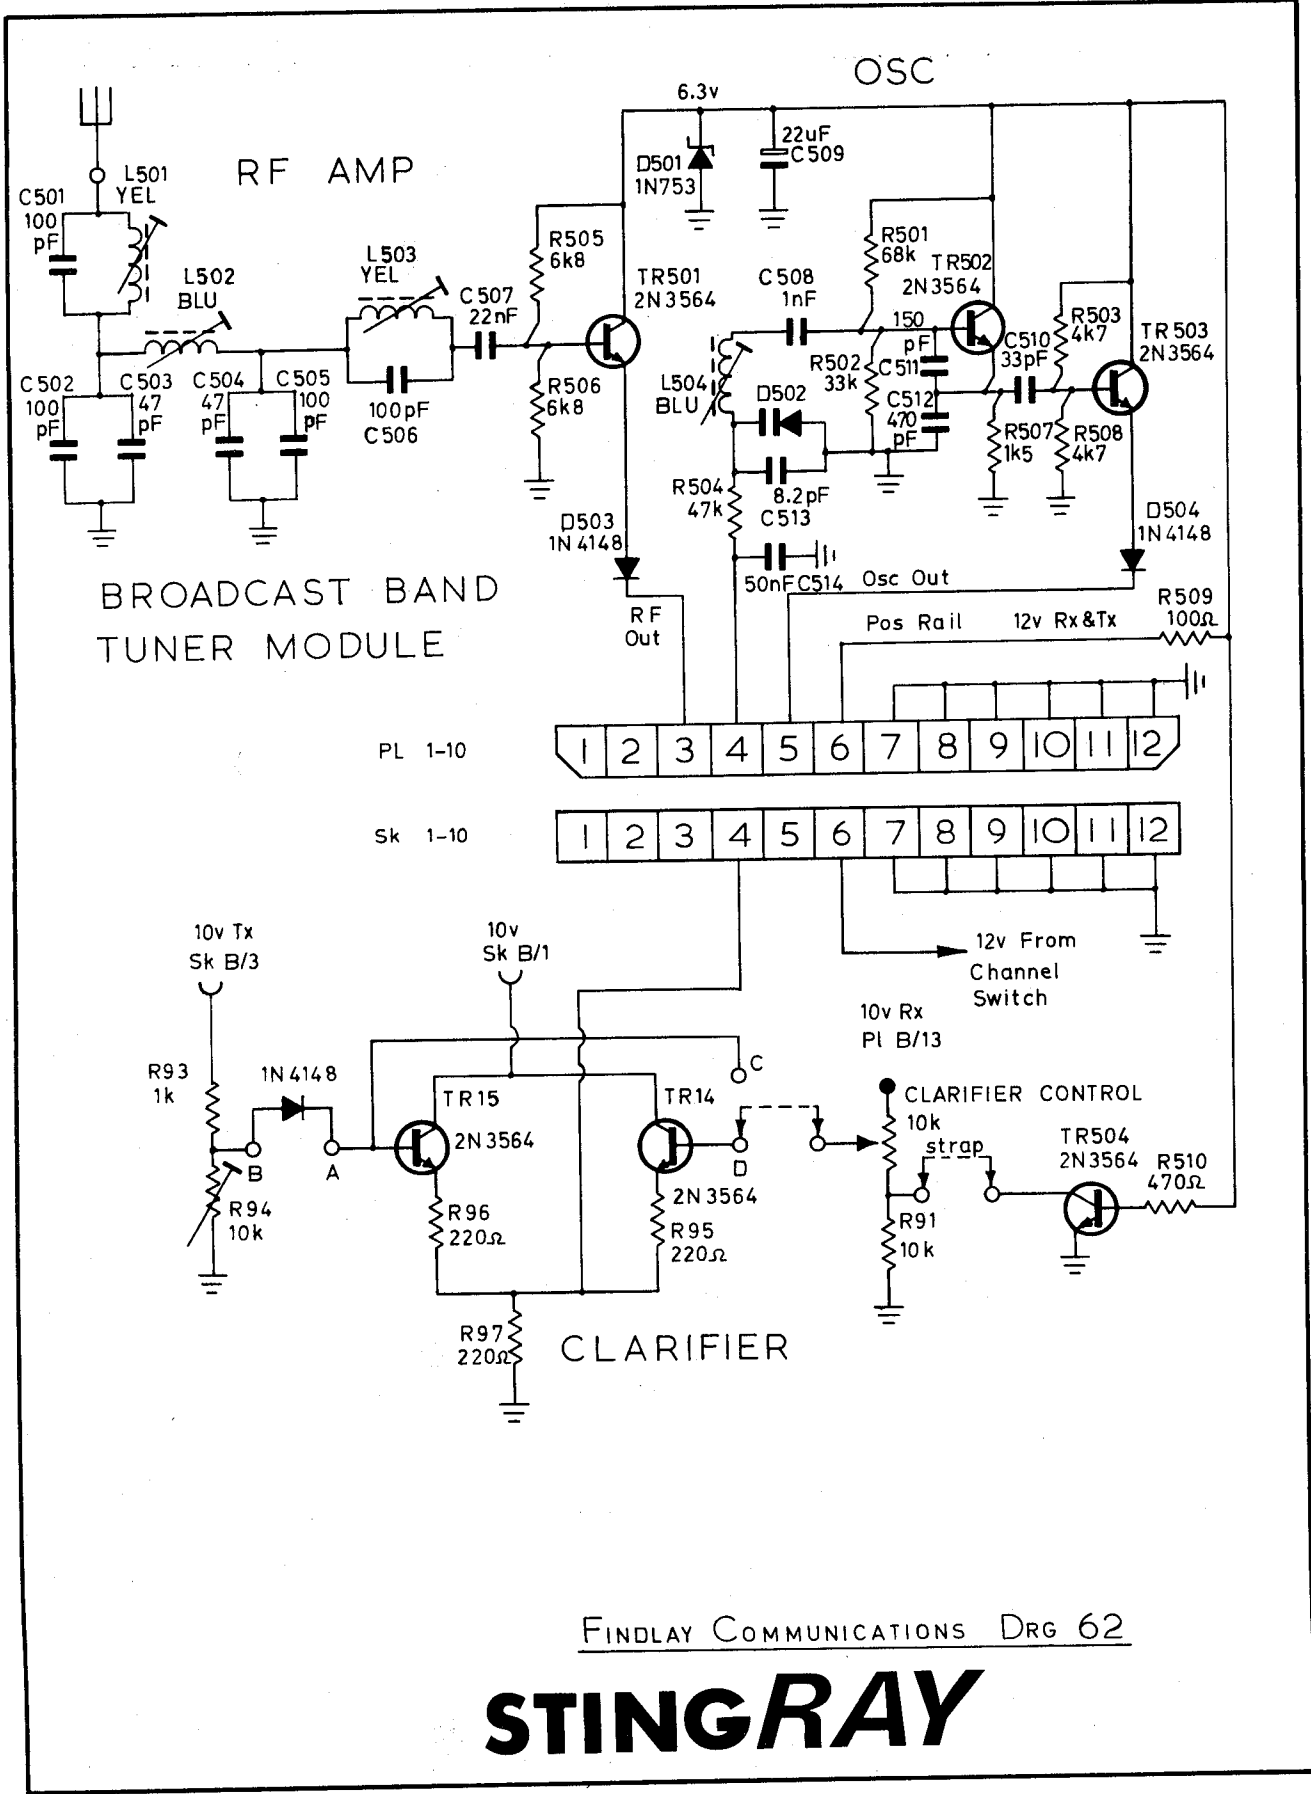 OSC
6.3v
RF AMP
L501
YEL
C501
100
pF
L502
BLU
L503
YEL
C507
22nF
R505
6k8
TR501
2N3564
D501
1N753
22uF
C509
R501
68k
TR502
2N3564
C508
1nF
150
pF
C511
R502
33k
C510
33pF
R503
4k7
TR503
2N3564
C502
100
pF
C503
47
pF
C504
47
pF
C505
100
pF
100pF
C506
R506
6k8
L504
BLU
D502
C512
470
pF
R507
1k5
R508
4k7
R504
47k
8.2pF
C513
D503
1N4148
D504
1N4148
50nF C514
Osc Out
BROADCAST BAND
TUNER MODULE
RF
Out
Pos Rail
12v Rx&Tx
R509
100Ω
PL 1-10
1 2 3 4 5 6 7 8 9 10 11 12
Sk 1-10
1 2 3 4 5 6 7 8 9 10 11 12
10v Tx
Sk B/3
10v
Sk B/1
12v From
Channel
Switch
10v Rx
Pl B/13
R93
1k
1N4148
TR15
2N3564
C
TR14
CLARIFIER CONTROL
10k
strap
TR504
2N3564
R510
470Ω
B
A
D
2N3564
R94
10k
R96
220Ω
R95
220Ω
R91
10k
R97
220Ω
CLARIFIER
FINDLAY COMMUNICATIONS DRG 62
STINGRAY